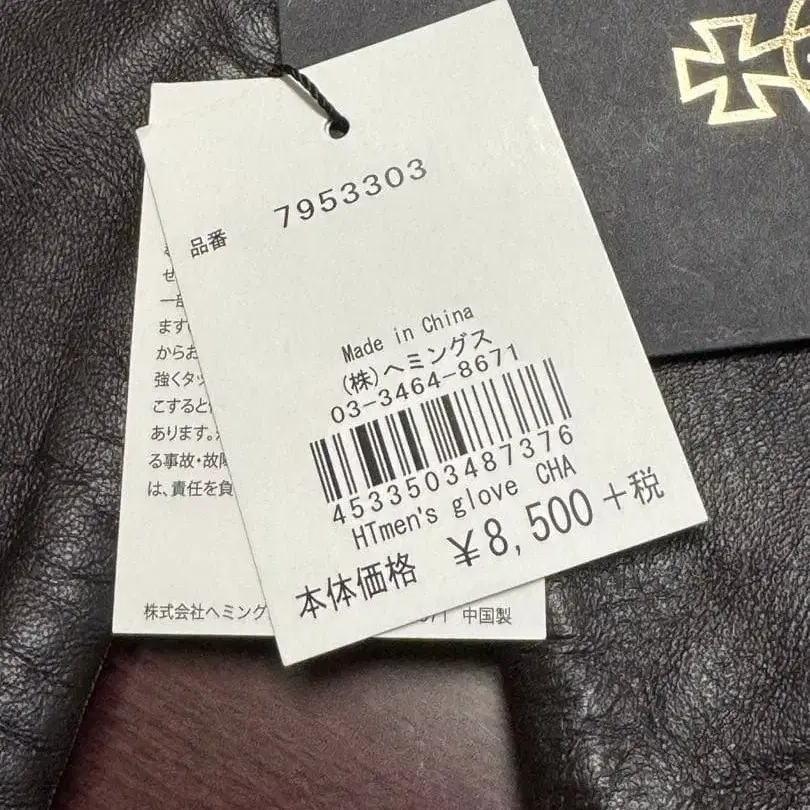 品番 7953303
Made in China
(株)ヘミングス
03-3464-8671
4533503487376
HTmen's glove CHA
本体価格 ¥8,500+税
せ
ます
からお
強くタッ
こすると
あります。
る事故・故障
は、責任を負
株式会社ヘミング
671 中国製